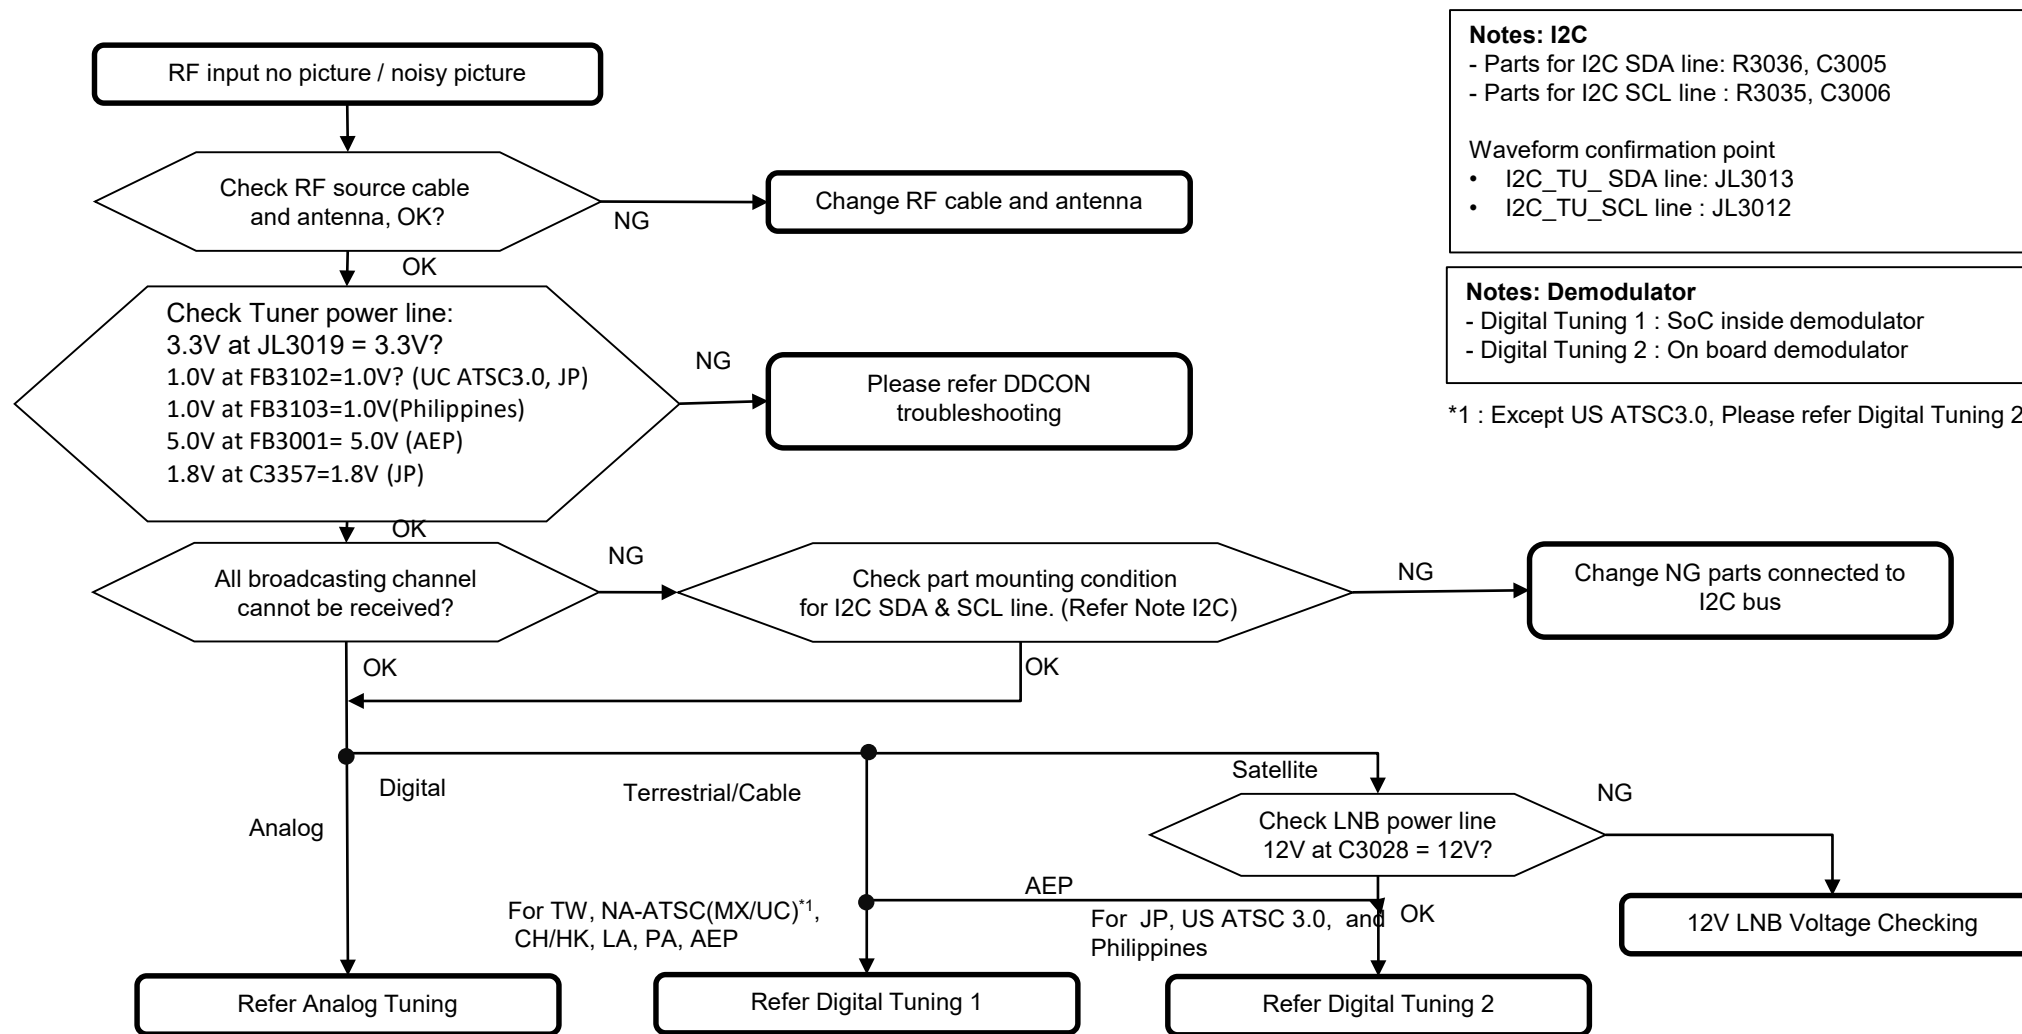 RF input no picture / noisy picture
Check RF source cable
and antenna, OK?
NG
Change RF cable and antenna
OK
Check Tuner power line:
3.3V at JL3019 = 3.3V?
1.0V at FB3102=1.0V? (UC ATSC3.0, JP)
1.0V at FB3103=1.0V(Philippines)
5.0V at FB3001= 5.0V (AEP)
1.8V at C3357=1.8V (JP)
NG
Please refer DDCON
troubleshooting
OK
All broadcasting channel
cannot be received?
NG
Check part mounting condition
for I2C SDA & SCL line. (Refer Note I2C)
NG
Change NG parts connected to
I2C bus
OK
OK
Digital
Analog
Terrestrial/Cable
Satellite
Check LNB power line
12V at C3028 = 12V?
NG
AEP
For TW, NA-ATSC(MX/UC)*1,
CH/HK, LA, PA, AEP
For JP, US ATSC 3.0, and
Philippines
OK
12V LNB Voltage Checking
Refer Analog Tuning
Refer Digital Tuning 1
Refer Digital Tuning 2
Notes: I2C
- Parts for I2C SDA line: R3036, C3005
- Parts for I2C SCL line : R3035, C3006
Waveform confirmation point
• I2C_TU_ SDA line: JL3013
• I2C_TU_SCL line : JL3012
Notes: Demodulator
- Digital Tuning 1 : SoC inside demodulator
- Digital Tuning 2 : On board demodulator
*1 : Except US ATSC3.0, Please refer Digital Tuning 2